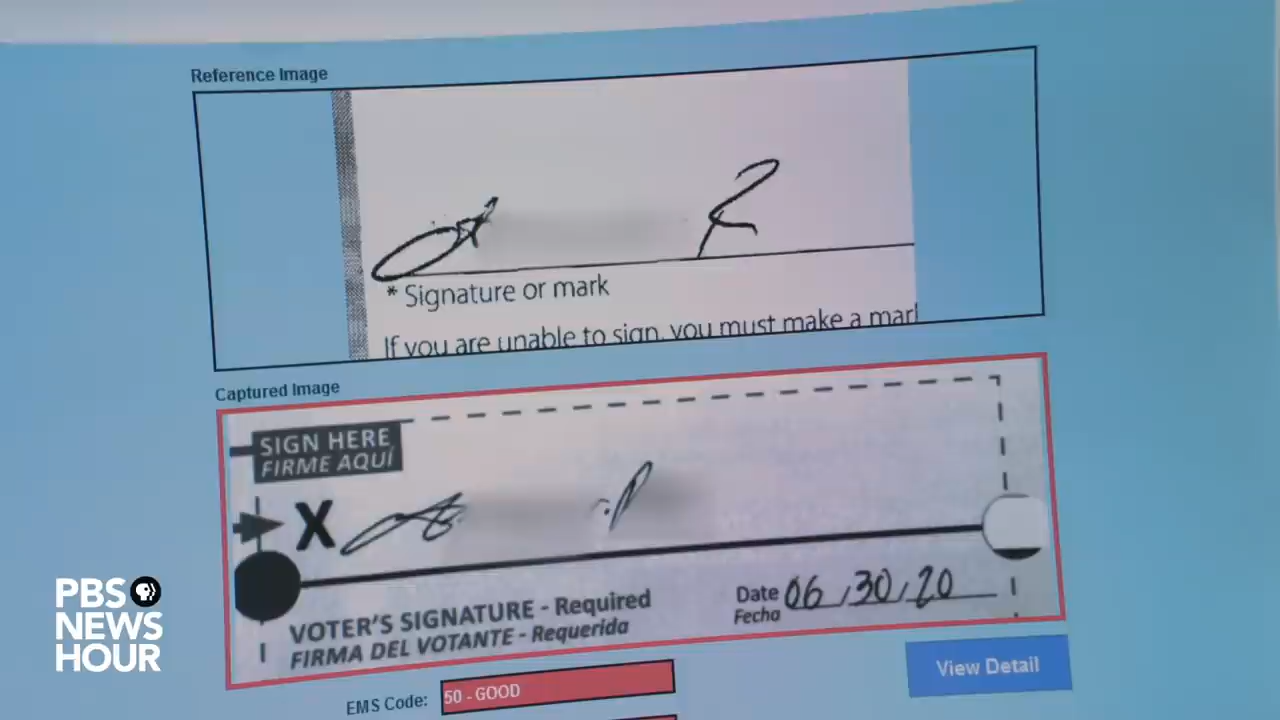 Reference Image
* Signature or mark
If you are unable to sign, you must make a mark
Captured Image
SIGN HERE
FIRME AQUÍ
X
VOTER'S SIGNATURE - Required
FIRMA DEL VOTANTE - Requerida
Date 06/30/20
Fecha
EMS Code: 50 - GOOD
View Detail
PBS
NEWS
HOUR